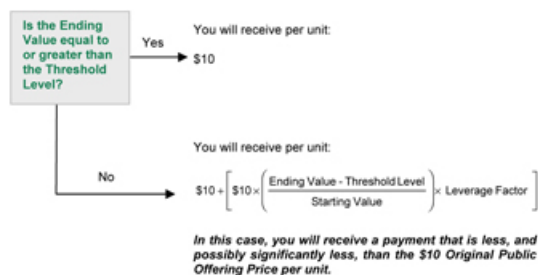 Is the Ending
Value equal to
or greater than
the Threshold
Level?
Yes
You will receive per unit:
$10
No
You will receive per unit:
$10 + [ $10 × ( Ending Value - Threshold Level / Starting Value ) × Leverage Factor ]
In this case, you will receive a payment that is less, and
possibly significantly less, than the $10 Original Public
Offering Price per unit.